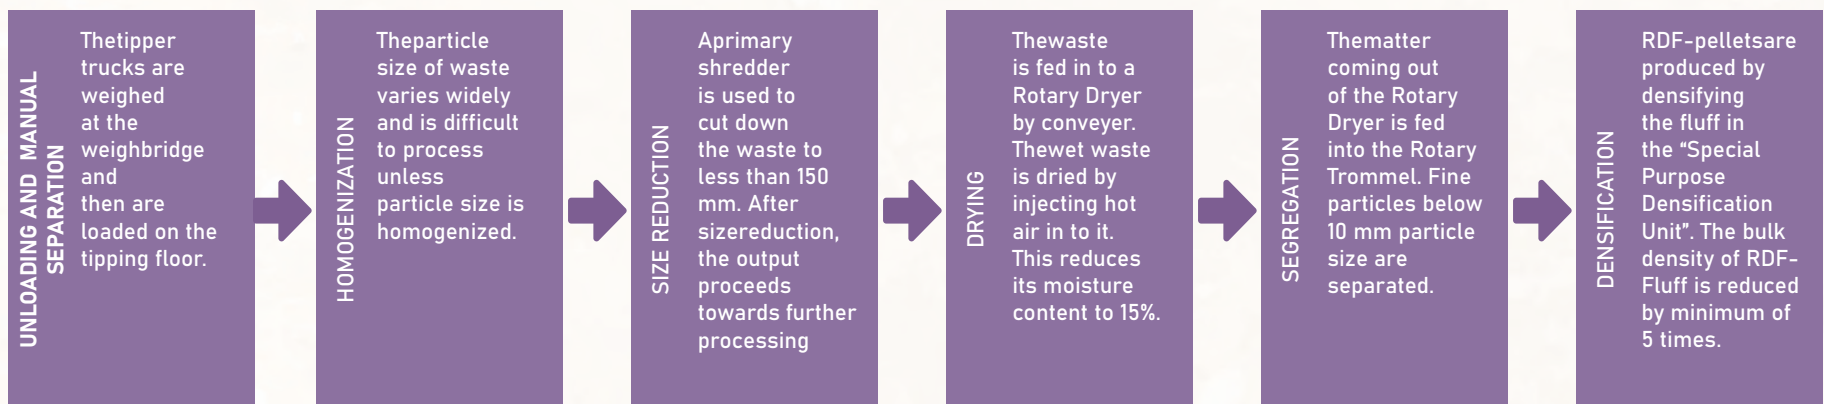 UNLOADING AND MANUAL
SEPARATION
Thetipper
trucks are
weighed
at the
weighbridge
and
then are
loaded on the
tipping floor.
HOMOGENIZATION
Theparticle
size of waste
varies widely
and is difficult
to process
unless
particle size is
homogenized.
SIZE REDUCTION
Aprimary
shredder
is used to
cut down
the waste to
less than 150
mm. After
sizereduction,
the output
proceeds
towards further
processing
DRYING
Thewaste
is fed in to a
Rotary Dryer
by conveyer.
Thewet waste
is dried by
injecting hot
air in to it.
This reduces
its moisture
content to 15%.
SEGREGATION
Thematter
coming out
of the Rotary
Dryer is fed
into the Rotary
Trommel. Fine
particles below
10 mm particle
size are
separated.
DENSIFICATION
RDF-pelletsare
produced by
densifying
the fluff in
the “Special
Purpose
Densification
Unit”. The bulk
density of RDF-
Fluff is reduced
by minimum of
5 times.